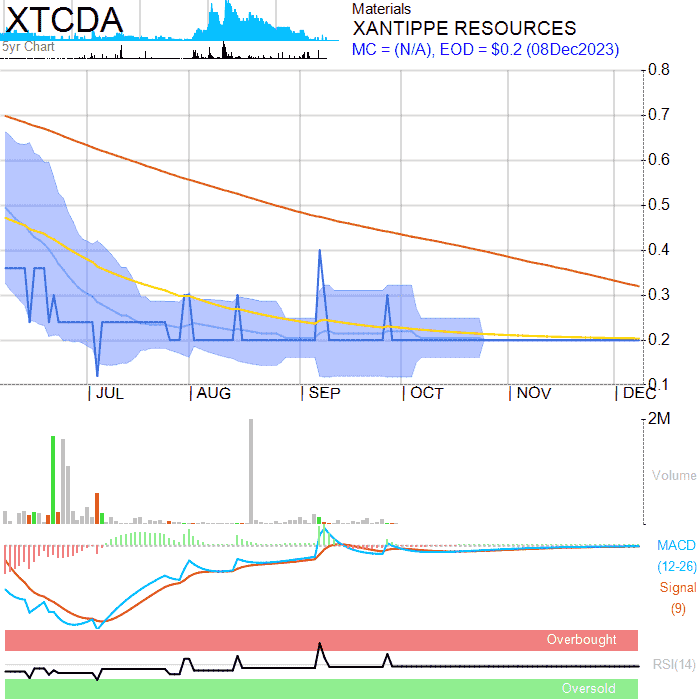 XTCDA
5yr Chart
Materials
XANTIPPE RESOURCES
MC = (N/A), EOD = $0.2 (08Dec2023)
0.8
0.7
0.6
0.5
0.4
0.3
0.2
0.1
JUL AUG SEP OCT NOV DEC
2M
Volume
MACD
(12-26)
Signal
(9)
Overbought
RSI(14)
Oversold